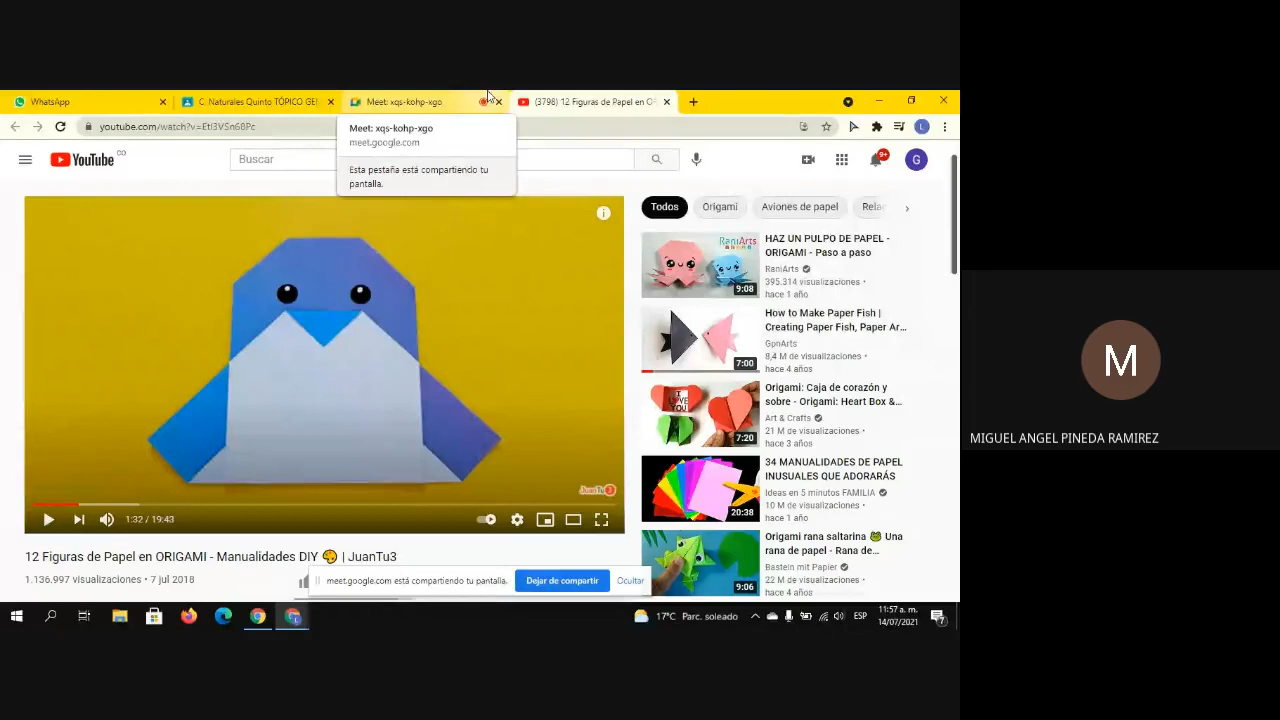 WhatsApp
C. Naturales Quinto TÓPICO GE
Meet: xqs-kohp-xgo
(3798) 12 Figuras de Papel en OR
youtube.com/watch?v=EtI3VSn68Pc
Meet: xqs-kohp-xgo
meet.google.com
Esta pestaña está compartiendo tu
pantalla.
YouTube CO
Buscar
9+
G
L
Todos
Origami
Aviones de papel
Relar
HAZ UN PULPO DE PAPEL -
ORIGAMI - Paso a paso
RaniArts
395.314 visualizaciones •
hace 1 año
RaniArts
9:08
How to Make Paper Fish |
Creating Paper Fish, Paper Ar...
GpnArts
8,4 M de visualizaciones •
hace 4 años
7:00
Origami: Caja de corazón y
sobre - Origami: Heart Box &...
Art & Crafts
21 M de visualizaciones •
hace 3 años
I LOVE YOU
7:20
34 MANUALIDADES DE PAPEL
INUSUALES QUE ADORARÁS
Ideas en 5 minutos FAMILIA
10 M de visualizaciones •
hace 1 año
20:38
Origami rana saltarina 🐸 Una
rana de papel - Rana de...
Bastein mit Papier
22 M de visualizaciones •
hace 4 años
9:06
JuanTu3
1:32 / 19:43
12 Figuras de Papel en ORIGAMI - Manualidades DIY | JuanTu3
1.136.997 visualizaciones • 7 jul 2018
meet.google.com está compartiendo tu pantalla.
Dejar de compartir
Ocultar
17°C Parc. soleado
ESP
11:57 a. m.
14/07/2021
7
M
MIGUEL ANGEL PINEDA RAMIREZ